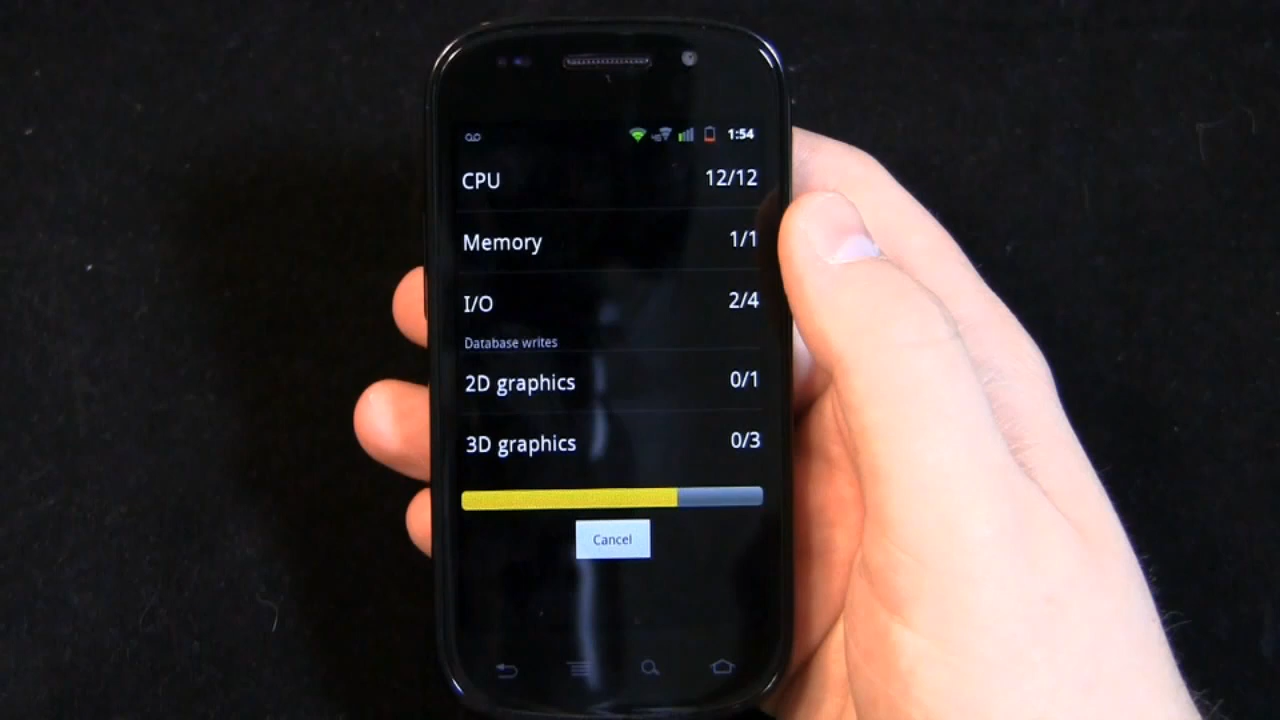 1:54
CPU 12/12
Memory 1/1
I/O 2/4
Database writes
2D graphics 0/1
3D graphics 0/3
Cancel